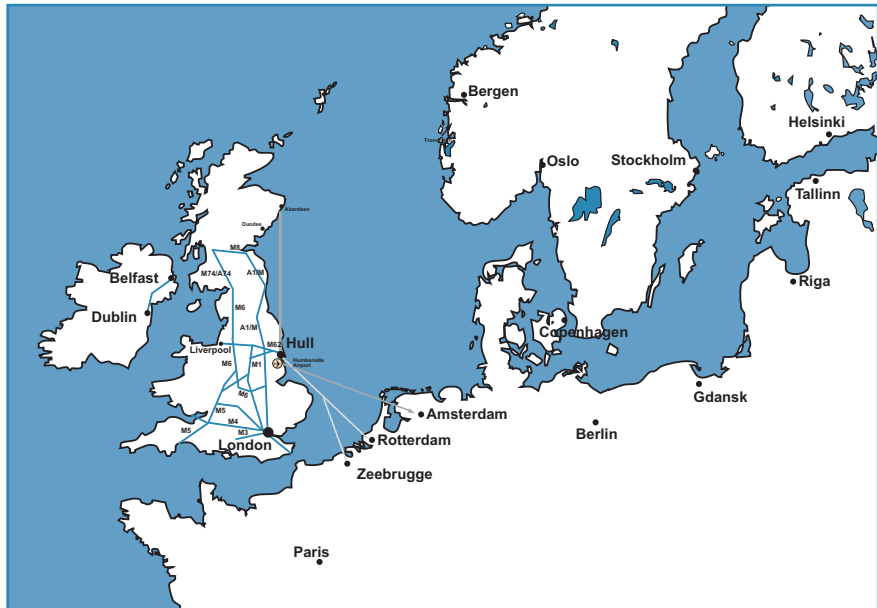 Bergen
Helsinki
Oslo
Stockholm
Tallinn
Aberdeen
Dundee
M8
M74/A74
A1/M
Belfast
Riga
M6
Dublin
A1/M
Copenhagen
Liverpool
M62
Hull
M6
M1
Humberside
Airport
Gdansk
M6
M5
Amsterdam
M4
M5
M3
Berlin
London
Rotterdam
Zeebrugge
Paris